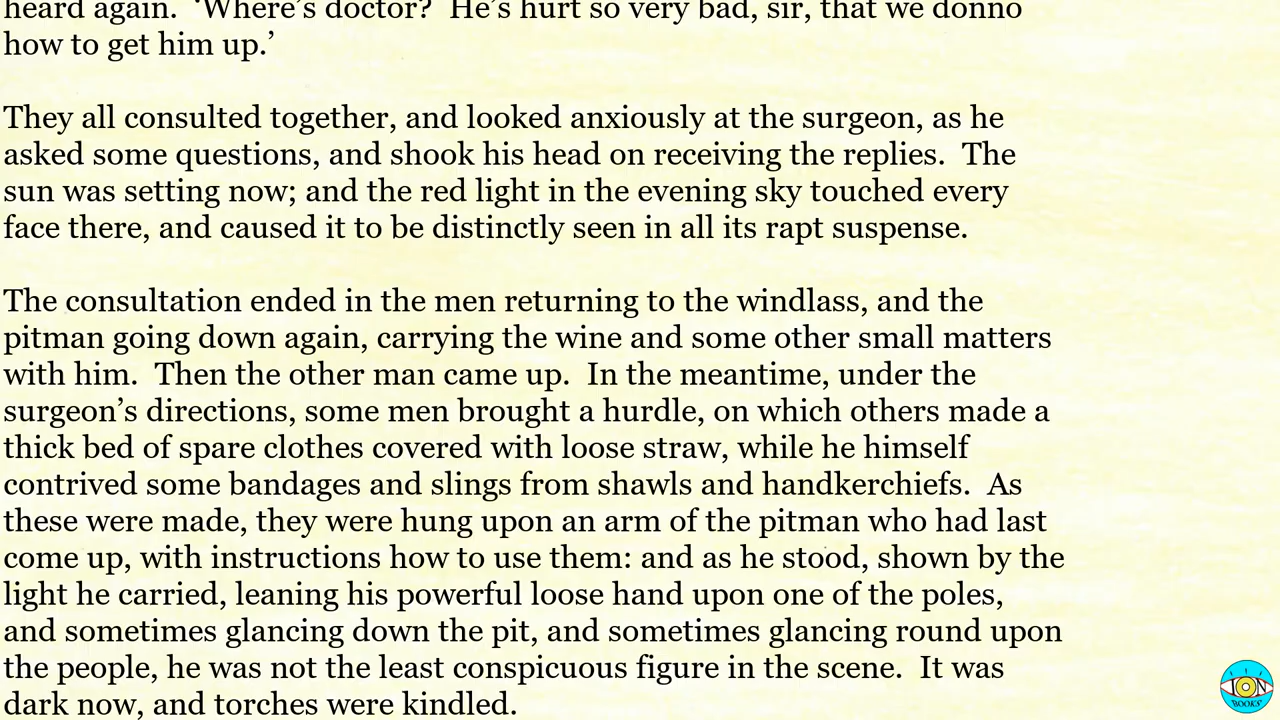 heard again.  ‘Where’s doctor?  He’s hurt so very bad, sir, that we donno
how to get him up.’
They all consulted together, and looked anxiously at the surgeon, as he
asked some questions, and shook his head on receiving the replies.  The
sun was setting now; and the red light in the evening sky touched every
face there, and caused it to be distinctly seen in all its rapt suspense.
The consultation ended in the men returning to the windlass, and the
pitman going down again, carrying the wine and some other small matters
with him.  Then the other man came up.  In the meantime, under the
surgeon’s directions, some men brought a hurdle, on which others made a
thick bed of spare clothes covered with loose straw, while he himself
contrived some bandages and slings from shawls and handkerchiefs.  As
these were made, they were hung upon an arm of the pitman who had last
come up, with instructions how to use them: and as he stood, shown by the
light he carried, leaning his powerful loose hand upon one of the poles,
and sometimes glancing down the pit, and sometimes glancing round upon
the people, he was not the least conspicuous figure in the scene.  It was
dark now, and torches were kindled.
ION
BOOKS